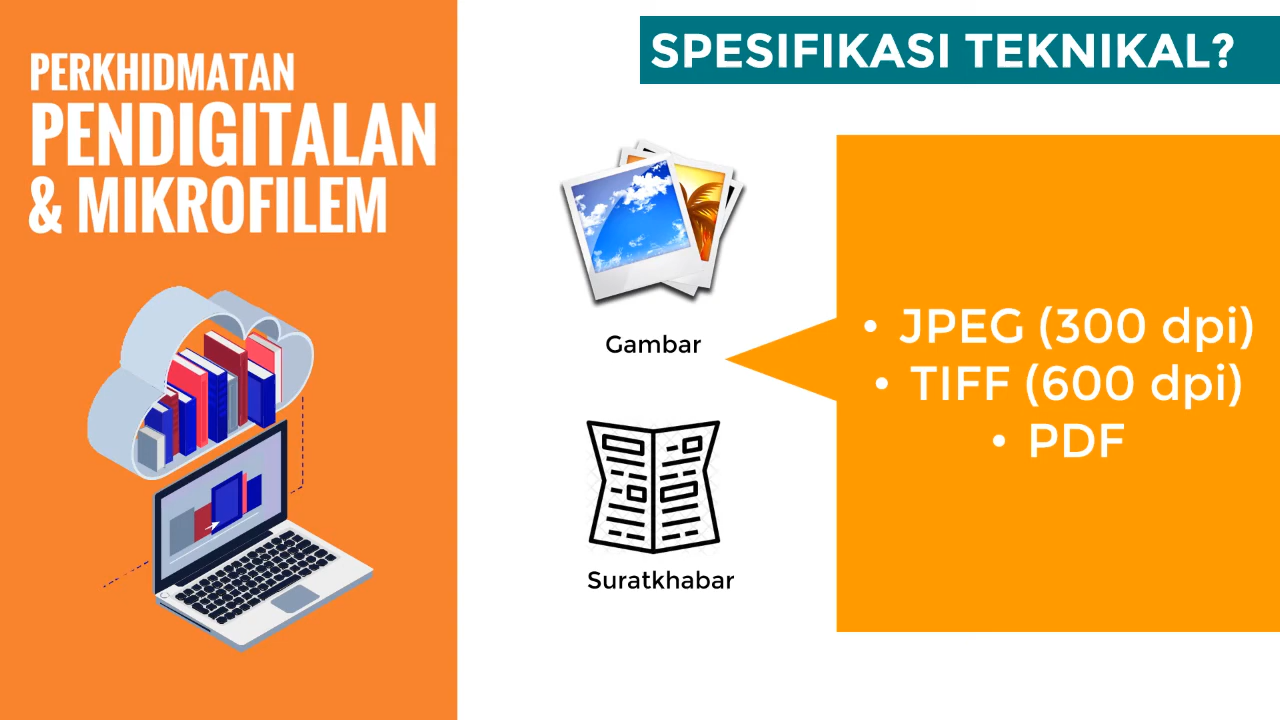 PERKHIDMATAN
PENDIGITALAN
& MIKROFILEM
SPESIFIKASI TEKNIKAL?
Gambar
Suratkhabar
• JPEG (300 dpi)
• TIFF (600 dpi)
• PDF